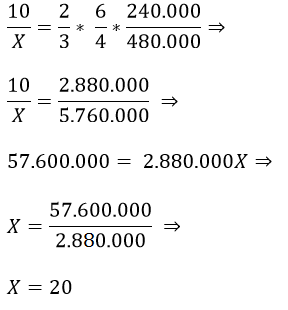 10/X = 2/3 * 6/4 * 240.000/480.000 ⇒
10/X = 2.880.000/5.760.000 ⇒
57.600.000 = 2.880.000X ⇒
X = 57.600.000/2.880.000 ⇒
X = 20